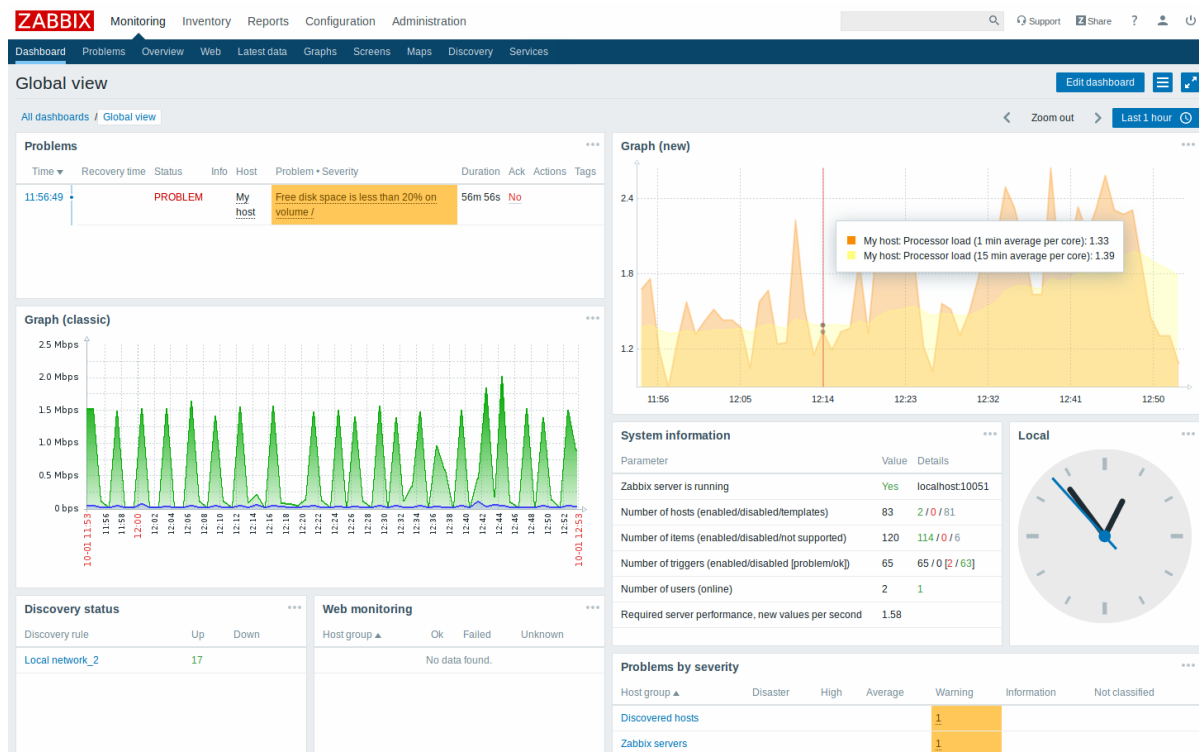 ZABBIX Monitoring Inventory Reports Configuration Administration Support Z Share ?
Dashboard Problems Overview Web Latest data Graphs Screens Maps Discovery Services
Global view Edit dashboard
All dashboards / Global view Zoom out Last 1 hour
Problems
Time Recovery time Status Info Host Problem • Severity Duration Ack Actions Tags
11:56:49 PROBLEM My host Free disk space is less than 20% on volume / 56m 56s No
Graph (classic)
2.5 Mbps
2.0 Mbps
1.5 Mbps
1.0 Mbps
0.5 Mbps
0 bps
10-01 11:53 11:56 11:58 12:00 12:02 12:04 12:06 12:08 12:10 12:12 12:14 12:16 12:18 12:20 12:22 12:24 12:26 12:28 12:30 12:32 12:34 12:36 12:38 12:40 12:42 12:44 12:46 12:48 12:50 12:52 10-01 12:53
Discovery status
Discovery rule Up Down
Local network_2 17
Web monitoring
Host group Ok Failed Unknown
No data found.
Graph (new)
2.4
1.8
1.2
My host: Processor load (1 min average per core): 1.33
My host: Processor load (15 min average per core): 1.39
11:56 12:05 12:14 12:23 12:32 12:41 12:50
System information
Parameter Value Details
Zabbix server is running Yes localhost:10051
Number of hosts (enabled/disabled/templates) 83 2 / 0 / 81
Number of items (enabled/disabled/not supported) 120 114 / 0 / 6
Number of triggers (enabled/disabled [problem/ok]) 65 65 / 0 [2 / 63]
Number of users (online) 2 1
Required server performance, new values per second 1.58
Local
Problems by severity
Host group Disaster High Average Warning Information Not classified
Discovered hosts 1
Zabbix servers 1